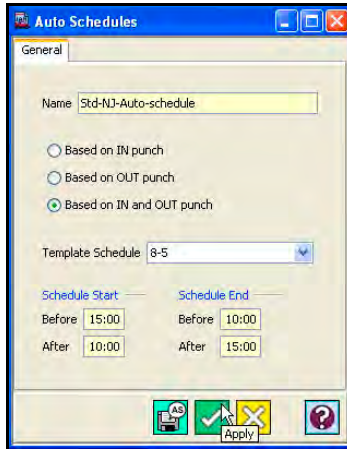 Auto Schedules
General
Name Std-NJ-Auto-schedule
Based on IN punch
Based on OUT punch
Based on IN and OUT punch
Template Schedule 8-5
Schedule Start Schedule End
Before 15:00 Before 10:00
After 10:00 After 15:00
AS
?
Apply